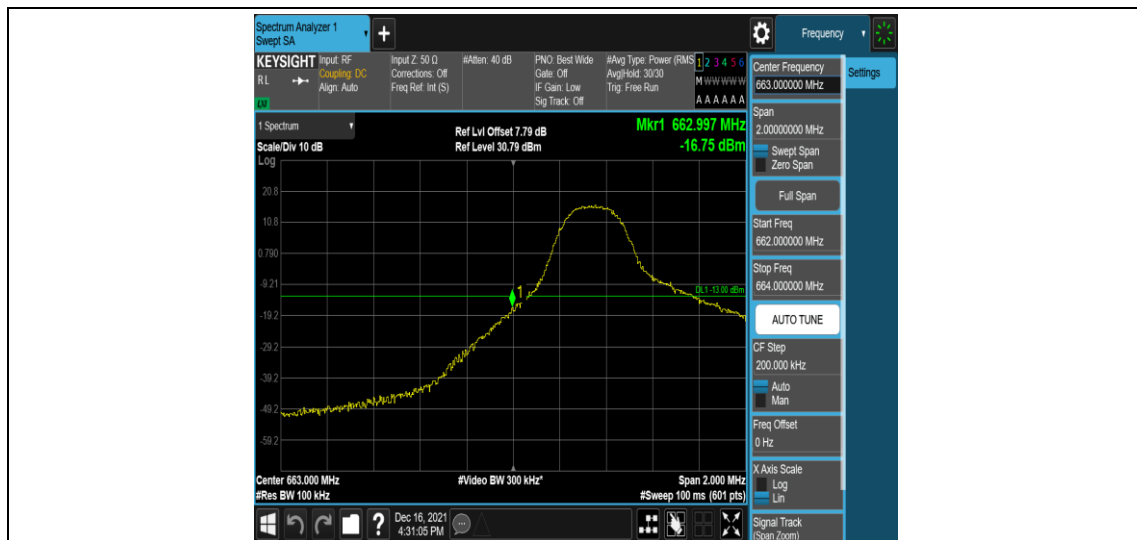 Spectrum Analyzer 1
Swept SA
Frequency
KEYSIGHT
RL
LXI
Input: RF
Coupling: DC
Align: Auto
Input Z: 50 Ω
Corrections: Off
Freq Ref: Int (S)
#Atten: 40 dB
PNO: Best Wide
Gate: Off
IF Gain: Low
Sig Track: Off
#Avg Type: Power (RMS
Avg|Hold: 30/30
Trig: Free Run
1 2 3 4 5 6
M W W W W W
A A A A A A
1 Spectrum
Scale/Div 10 dB
Ref Lvl Offset 7.79 dB
Ref Level 30.79 dBm
Mkr1 662.997 MHz
-16.75 dBm
Log
20.8
10.8
0.790
-9.21
-19.2
-29.2
-39.2
-49.2
-59.2
1
DL1 -13.00 dBm
Center 663.000 MHz
#Res BW 100 kHz
#Video BW 300 kHz*
Span 2.000 MHz
#Sweep 100 ms (601 pts)
Dec 16, 2021
4:31:05 PM
Center Frequency
663.000000 MHz
Settings
Span
2.00000000 MHz
Swept Span
Zero Span
Full Span
Start Freq
662.000000 MHz
Stop Freq
664.000000 MHz
AUTO TUNE
CF Step
200.000 kHz
Auto
Man
Freq Offset
0 Hz
X Axis Scale
Log
Lin
Signal Track
(Span Zoom)